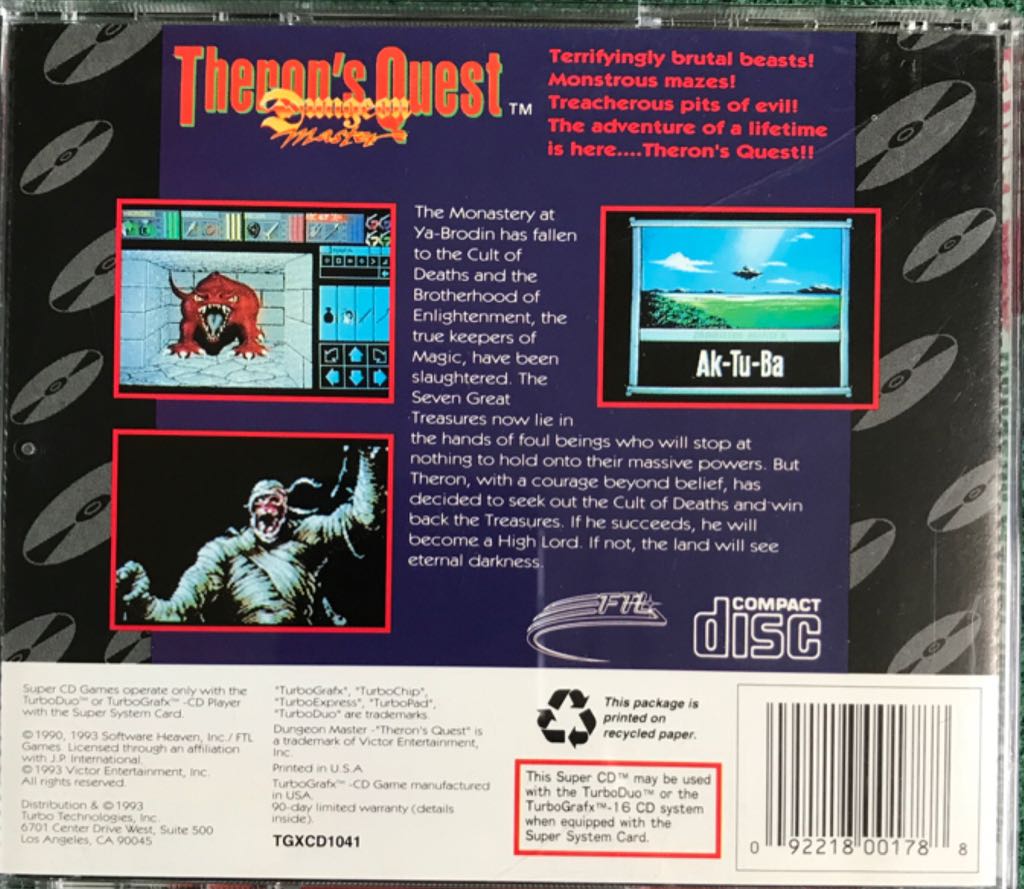 Theron's Quest™
Dungeon
Master
Terrifyingly brutal beasts!
Monstrous mazes!
Treacherous pits of evil!
The adventure of a lifetime
is here....Theron's Quest!!
The Monastery at
Ya-Brodin has fallen
to the Cult of
Deaths and the
Brotherhood of
Enlightenment, the
true keepers of
Magic, have been
slaughtered. The
Seven Great
Treasures now lie in
the hands of foul beings who will stop at
nothing to hold onto their massive powers. But
Theron, with a courage beyond belief, has
decided to seek out the Cult of Deaths and win
back the Treasures. If he succeeds, he will
become a High Lord. If not, the land will see
eternal darkness.
Ak-Tu-Ba
FTL
COMPACT
disc
Super CD Games operate only with the
TurboDuo™ or TurboGrafx™-CD Player
with the Super System Card.
© 1990, 1993 Software Heaven, Inc./ FTL
Games. Licensed through an affiliation
with J.P. International.
© 1993 Victor Entertainment, Inc.
All rights reserved.
Distribution & © 1993
Turbo Technologies, Inc.
6701 Center Drive West, Suite 500
Los Angeles, CA 90045
"TurboGrafx", "TurboChip",
"TurboExpress", "TurboPad",
"TurboDuo" are trademarks.
Dungeon Master -"Theron's Quest" is
a trademark of Victor Entertainment,
Inc.
Printed in U.S.A.
TurboGrafx™ -CD Game manufactured
in USA.
90-day limited warranty (details
inside).
TGXCD1041
This package is
printed on
recycled paper.
This Super CD™ may be used
with the TurboDuo™ or the
TurboGrafx™-16 CD system
when equipped with the
Super System Card.
0 92218 00178 8